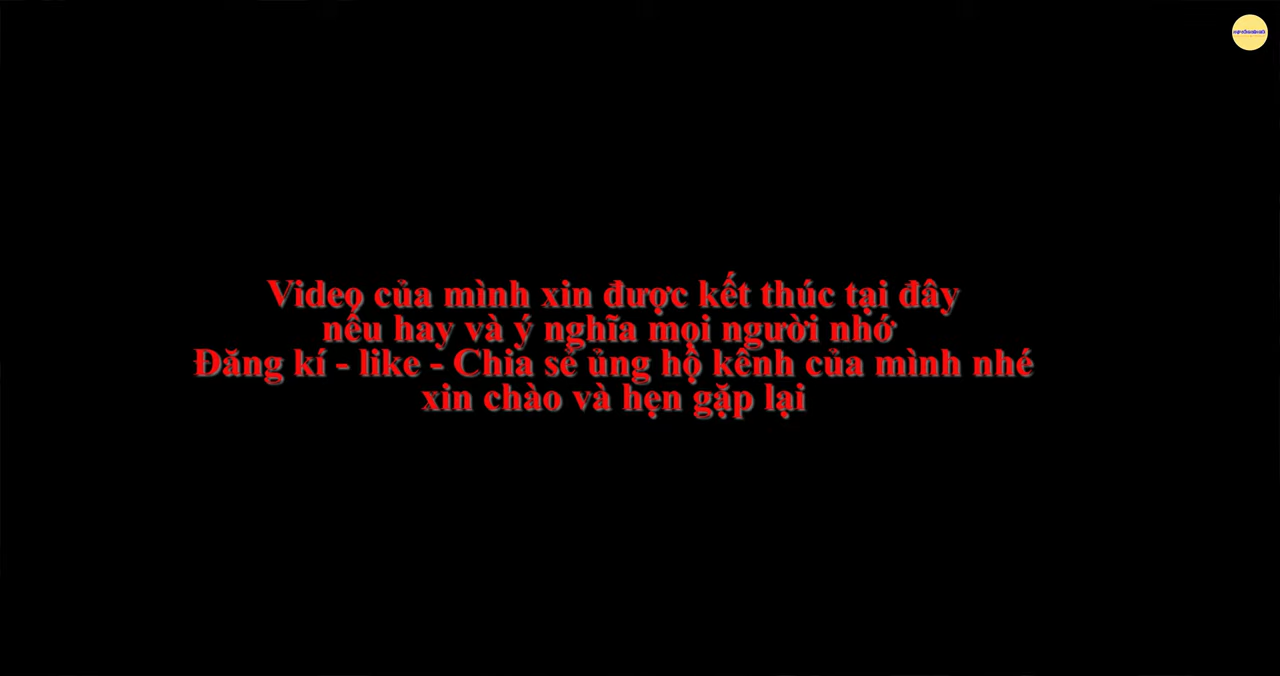 Video của mình xin được kết thúc tại đây
nếu hay và ý nghĩa mọi người nhớ
Đăng kí - like - Chia sẻ ủng hộ kênh của mình nhé
xin chào và hẹn gặp lại